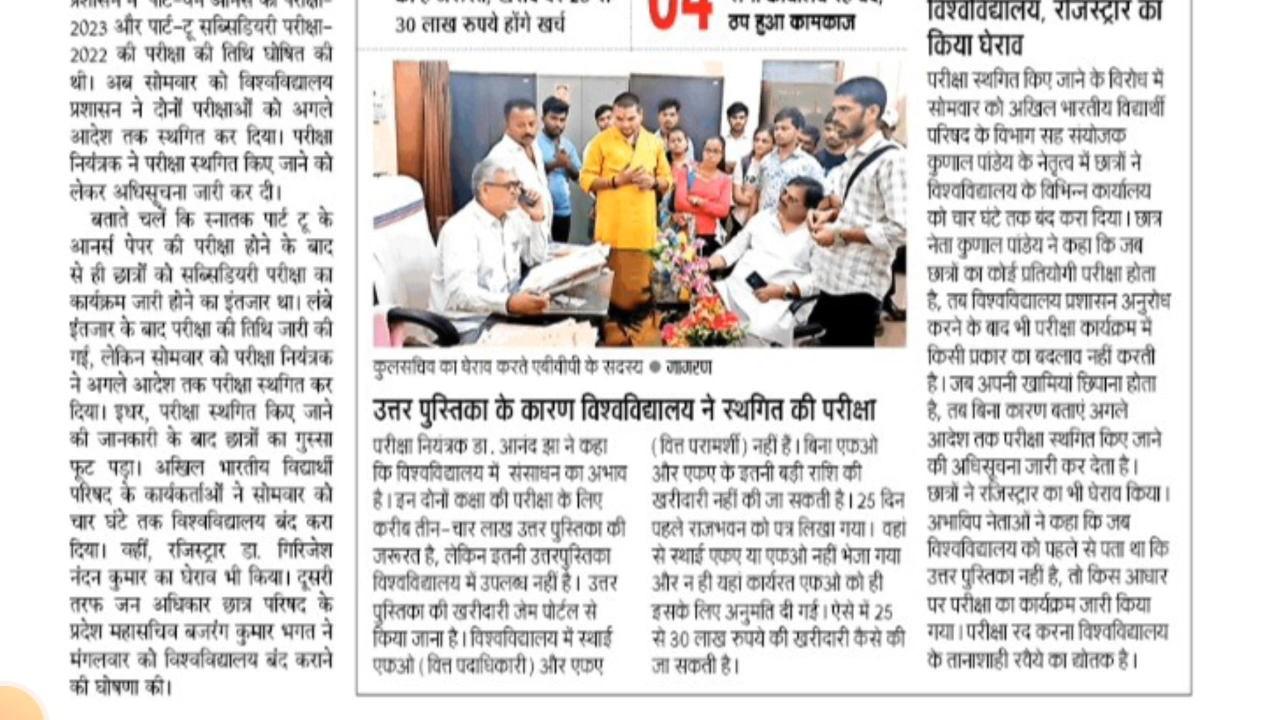 प्रशासन ने पार्ट-वन आनर्स की परीक्षा-
2023 और पार्ट-टू सब्सिडियरी परीक्षा-
2022 की परीक्षा की तिथि घोषित की
थी। अब सोमवार को विश्वविद्यालय
प्रशासन ने दोनों परीक्षाओं को अगले
आदेश तक स्थगित कर दिया। परीक्षा
नियंत्रक ने परीक्षा स्थगित किए जाने को
लेकर अधिसूचना जारी कर दी।
बताते चलें कि स्नातक पार्ट टू के
आनर्स पेपर की परीक्षा होने के बाद
से ही छात्रों को सब्सिडियरी परीक्षा का
कार्यक्रम जारी होने का इंतजार था। लंबे
इंतजार के बाद परीक्षा की तिथि जारी की
गई, लेकिन सोमवार को परीक्षा नियंत्रक
ने अगले आदेश तक परीक्षा स्थगित कर
दिया। इधर, परीक्षा स्थगित किए जाने
की जानकारी के बाद छात्रों का गुस्सा
फूट पड़ा। अखिल भारतीय विद्यार्थी
परिषद् के कार्यकर्ताओं ने सोमवार को
चार घंटे तक विश्वविद्यालय बंद करा
दिया। वहीं, रजिस्ट्रार डा. गिरिजेश
नंदन कुमार का घेराव भी किया। दूसरी
तरफ जन अधिकार छात्र परिषद के
प्रदेश महासचिव बजरंग कुमार भगत ने
मंगलवार को विश्वविद्यालय बंद कराने
की घोषणा की।
30 लाख रुपये होंगे खर्च
04
ठप हुआ कामकाज
कुलसचिव का घेराव करते एबीवीपी के सदस्य ● जागरण
उत्तर पुस्तिका के कारण विश्वविद्यालय ने स्थगित की परीक्षा
परीक्षा नियंत्रक डा. आनंद झा ने कहा
कि विश्वविद्यालय में संसाधन का अभाव
है। इन दोनों कक्षा की परीक्षा के लिए
करीब तीन-चार लाख उत्तर पुस्तिका की
जरूरत है, लेकिन इतनी उत्तरपुस्तिका
विश्वविद्यालय में उपलब्ध नहीं है। उत्तर
पुस्तिका की खरीदारी जेम पोर्टल से
किया जाना है। विश्वविद्यालय में स्थाई
एफओ (वित्त पदाधिकारी) और एफए
(वित्त परामर्शी) नहीं हैं। बिना एफओ
और एफए के इतनी बड़ी राशि की
खरीदारी नहीं की जा सकती है। 25 दिन
पहले राजभवन को पत्र लिखा गया। वहां
से स्थाई एफए या एफओ नहीं भेजा गया
और न ही यहां कार्यरत एफओ को ही
इसके लिए अनुमति दी गई। ऐसे में 25
से 30 लाख रुपये की खरीदारी कैसे की
जा सकती है।
विश्वविद्यालय, रजिस्ट्रार का
किया घेराव
परीक्षा स्थगित किए जाने के विरोध में
सोमवार को अखिल भारतीय विद्यार्थी
परिषद के विभाग सह संयोजक
कुणाल पांडेय के नेतृत्व में छात्रों ने
विश्वविद्यालय के विभिन्न कार्यालय
को चार घंटे तक बंद करा दिया। छात्र
नेता कुणाल पांडेय ने कहा कि जब
छात्रों का कोई प्रतियोगी परीक्षा होता
है, तब विश्वविद्यालय प्रशासन अनुरोध
करने के बाद भी परीक्षा कार्यक्रम में
किसी प्रकार का बदलाव नहीं करती
है। जब अपनी खामियां छिपाना होता
है, तब बिना कारण बताएं अगले
आदेश तक परीक्षा स्थगित किए जाने
की अधिसूचना जारी कर देता है।
छात्रों ने रजिस्ट्रार का भी घेराव किया।
अभाविप नेताओं ने कहा कि जब
विश्वविद्यालय को पहले से पता था कि
उत्तर पुस्तिका नहीं है, तो किस आधार
पर परीक्षा का कार्यक्रम जारी किया
गया। परीक्षा रद करना विश्वविद्यालय
के तानाशाही रवैये का द्योतक है।